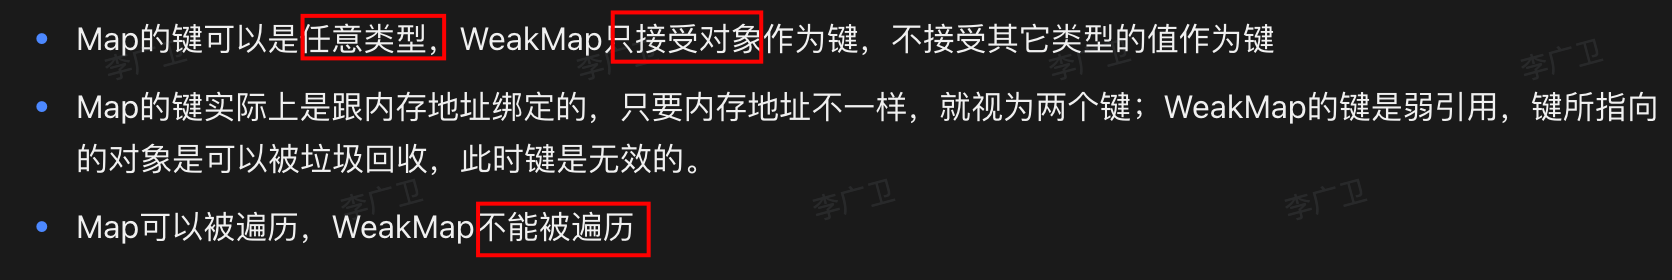 Map的键可以是任意类型，WeakMap只接受对象作为键，不接受其它类型的值作为键
李广卫 李广卫 李广卫 李广卫
Map的键实际上是跟内存地址绑定的，只要内存地址不一样，就视为两个键；WeakMap的键是弱引用，键所指向
的对象是可以被垃圾回收，此时键是无效的。
李广卫 李广卫 李广卫
Map可以被遍历，WeakMap不能被遍历